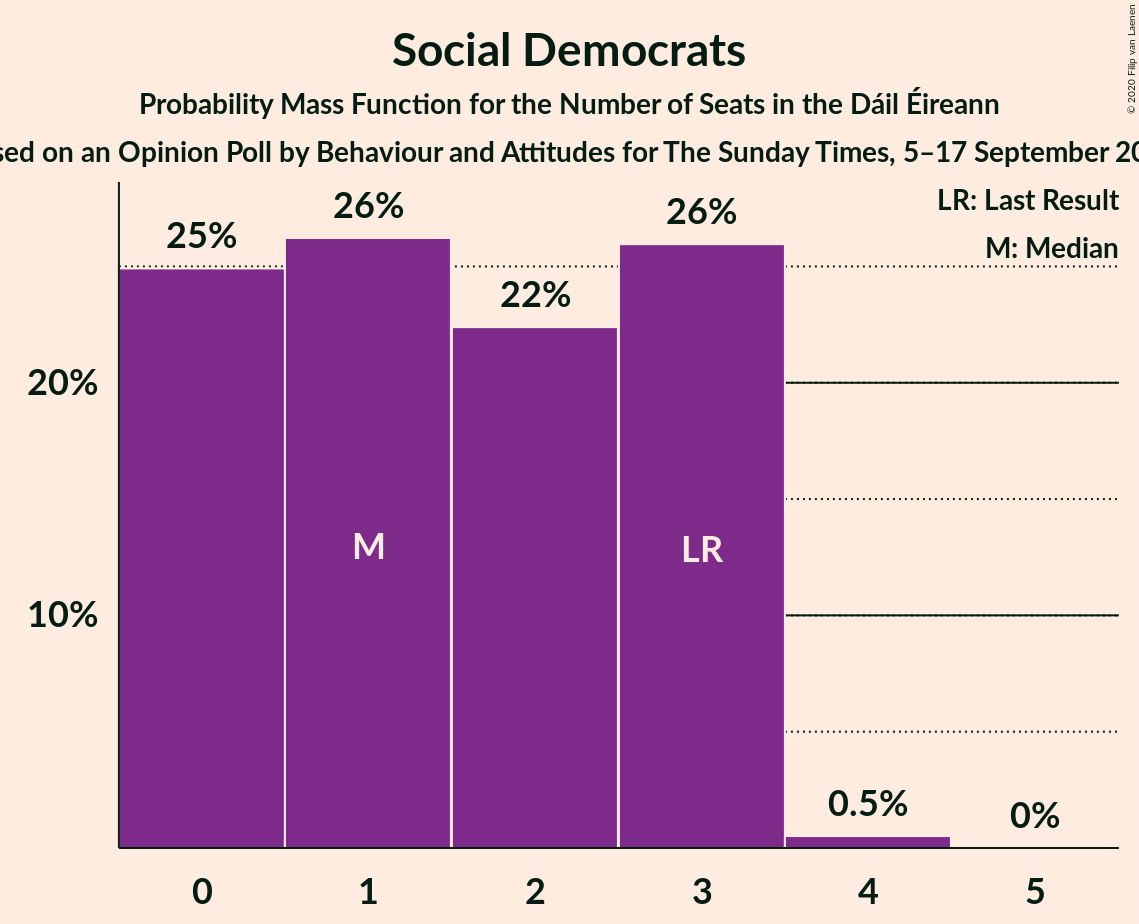 Social Democrats
Probability Mass Function for the Number of Seats in the Dáil Éireann
on an Opinion Poll by Behaviour and Attitudes for The Sunday Times, 5–17 September
© 2020 Filip van Laenen
LR: Last Result
M: Median
25%
26%
22%
26%
0.5%
0%
M
LR
20%
10%
0
1
2
3
4
5